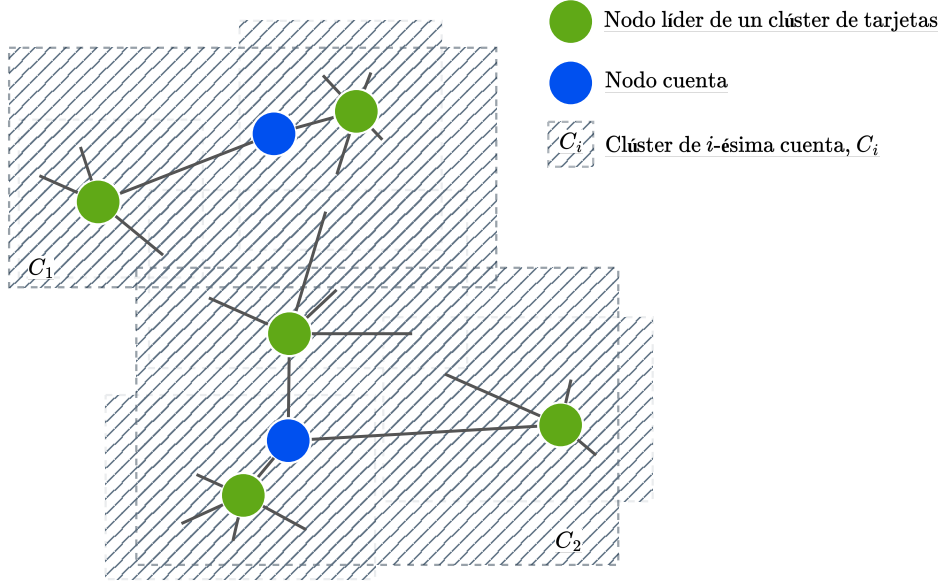 Nodo líder de un clúster de tarjetas
Nodo cuenta
C_i Clúster de i-ésima cuenta, C_i
C_1
C_2